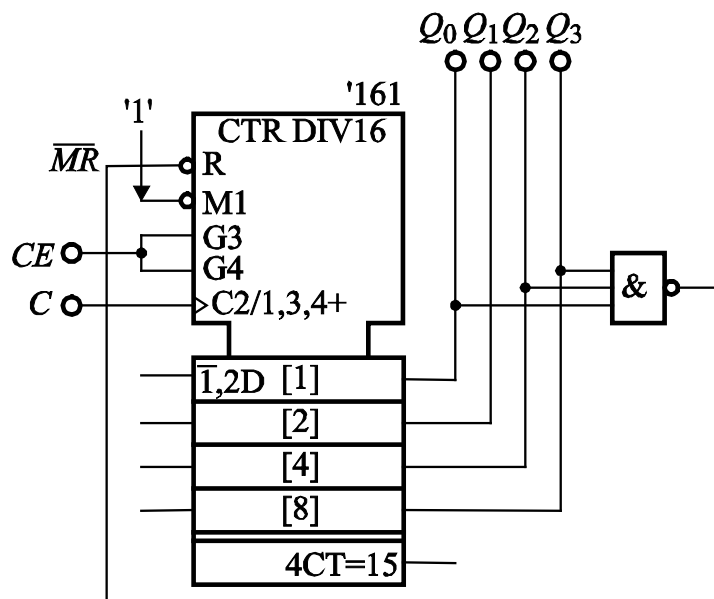 Q0 Q1 Q2 Q3
'161
'1'
CTR DIV16
MR
R
M1
G3
CE
G4
&
C
C2/1,3,4+
1,2D [1]
[2]
[4]
[8]
4CT=15